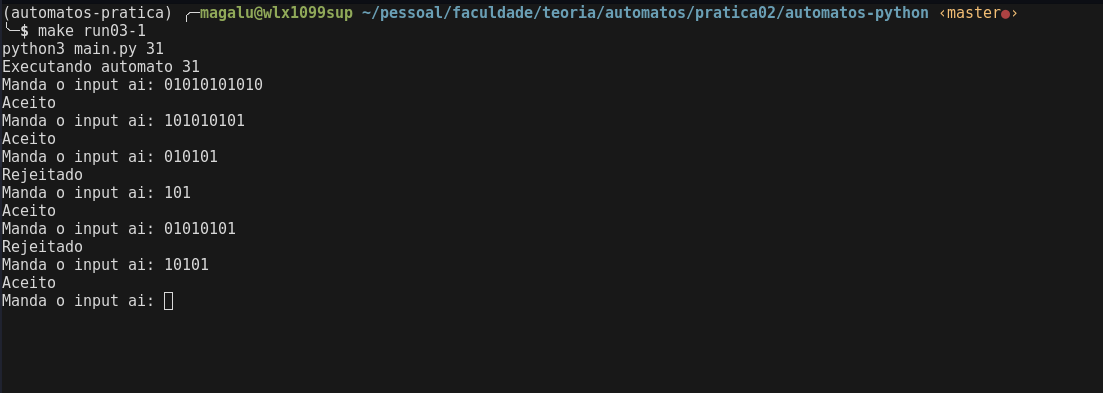 (automatos-pratica) ╭─magalu@wlx1099sup ~/pessoal/faculdade/teoria/automatos/pratica02/automatos-python ‹master●›
╰─$ make run03-1
python3 main.py 31
Executando automato 31
Manda o input ai: 01010101010
Aceito
Manda o input ai: 101010101
Aceito
Manda o input ai: 010101
Rejeitado
Manda o input ai: 101
Aceito
Manda o input ai: 01010101
Rejeitado
Manda o input ai: 10101
Aceito
Manda o input ai: